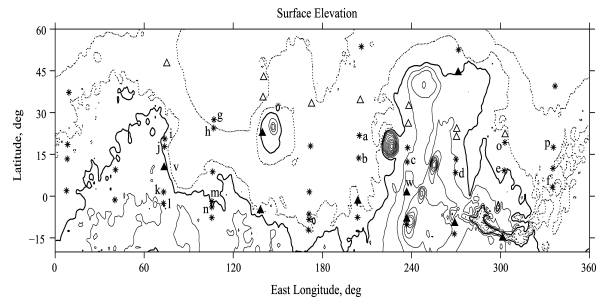 Surface Elevation
60
45
30
15
0
−15
Latitude, deg
g
h
i
j
v
k
l
m
n
a
b
c
d
w
o
e
p
f
0
60
120
180
240
300
360
East Longitude, deg